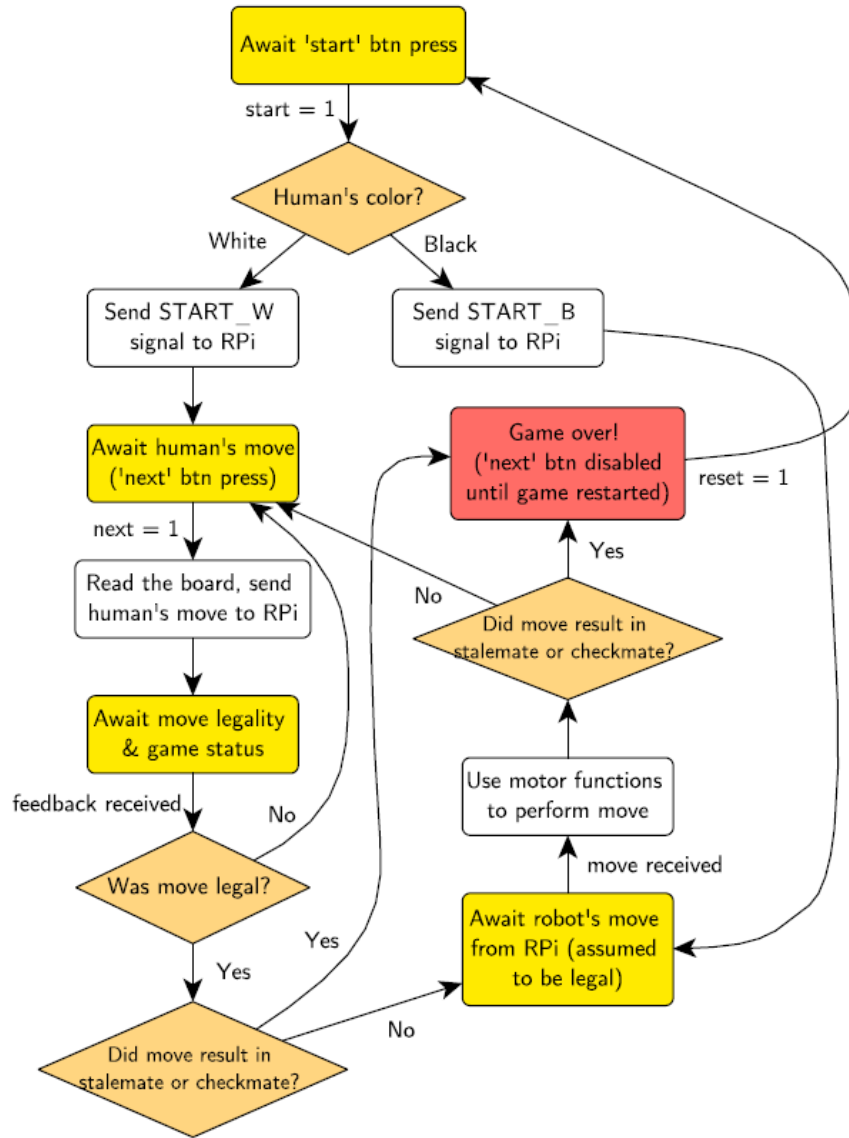 Await 'start' btn press
start = 1
Human's color?
White
Black
Send START_W
signal to RPi
Send START_B
signal to RPi
Await human's move
('next' btn press)
Game over!
('next' btn disabled
until game restarted)
reset = 1
next = 1
Yes
Read the board, send
human's move to RPi
No
Did move result in
stalemate or checkmate?
Await move legality
& game status
Use motor functions
to perform move
feedback received
No
move received
Was move legal?
Await robot's move
from RPi (assumed
to be legal)
Yes
Yes
No
Did move result in
stalemate or checkmate?